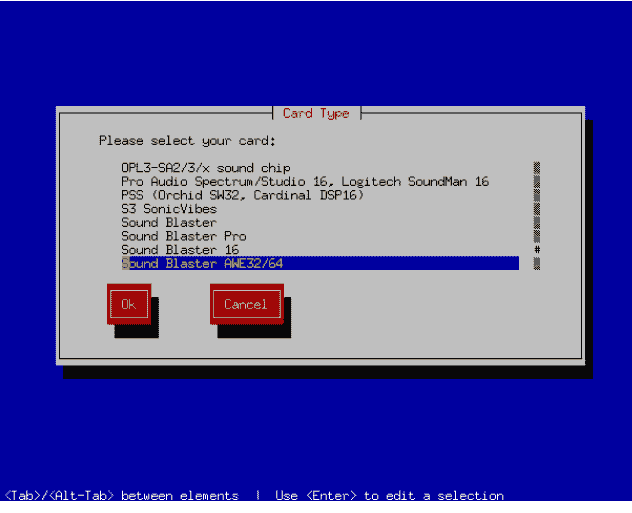 Card Type
Please select your card:
OPL3-SA2/3/x sound chip
Pro Audio Spectrum/Studio 16, Logitech SoundMan 16
PSS (Orchid SW32, Cardinal DSP16)
S3 SonicVibes
Sound Blaster
Sound Blaster Pro
Sound Blaster 16 #
Sound Blaster AWE32/64
Ok Cancel
<Tab>/<Alt-Tab> between elements | Use <Enter> to edit a selection